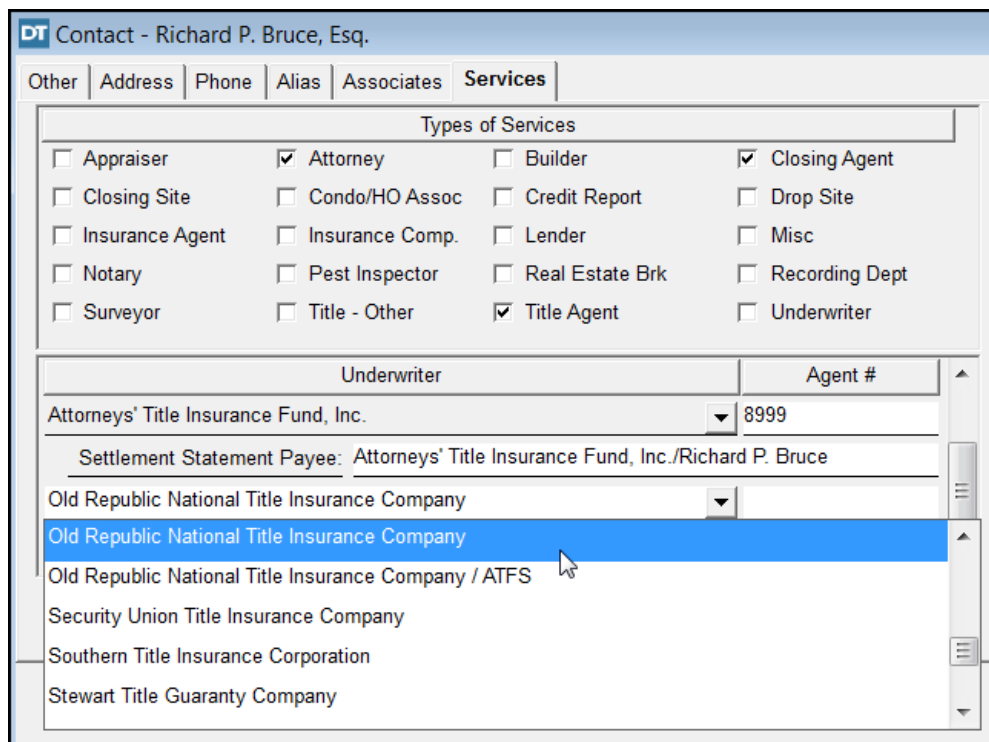 DT Contact - Richard P. Bruce, Esq.
Other Address Phone Alias Associates Services
Types of Services
Appraiser Attorney Builder Closing Agent
Closing Site Condo/HO Assoc Credit Report Drop Site
Insurance Agent Insurance Comp. Lender Misc
Notary Pest Inspector Real Estate Brk Recording Dept
Surveyor Title - Other Title Agent Underwriter
Underwriter Agent #
Attorneys' Title Insurance Fund, Inc. 8999
Settlement Statement Payee: Attorneys' Title Insurance Fund, Inc./Richard P. Bruce
Old Republic National Title Insurance Company
Old Republic National Title Insurance Company
Old Republic National Title Insurance Company / ATFS
Security Union Title Insurance Company
Southern Title Insurance Corporation
Stewart Title Guaranty Company